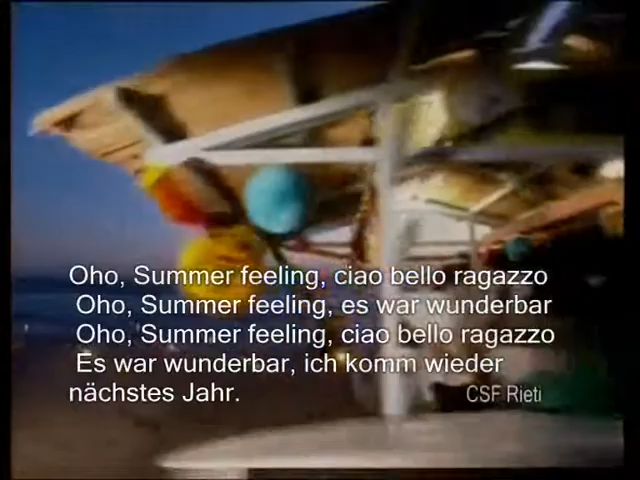 Oho, Summer feeling, ciao bello ragazzo
Oho, Summer feeling, es war wunderbar
Oho, Summer feeling, ciao bello ragazzo
Es war wunderbar, ich komm wieder
nächstes Jahr.
CSF Rieti